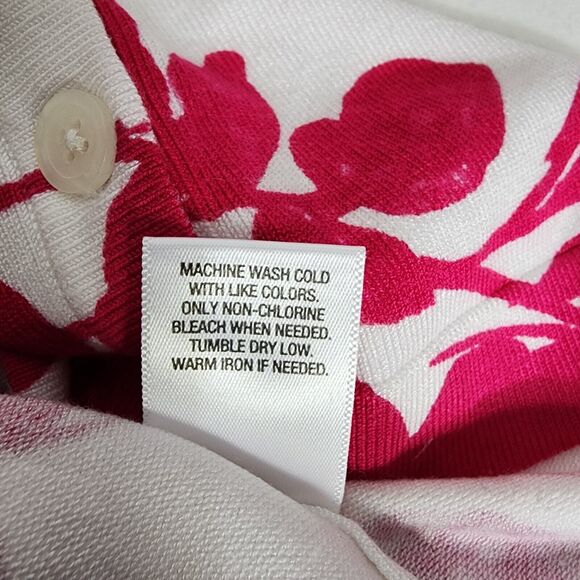 MACHINE WASH COLD
WITH LIKE COLORS.
ONLY NON-CHLORINE
BLEACH WHEN NEEDED.
TUMBLE DRY LOW.
WARM IRON IF NEEDED.